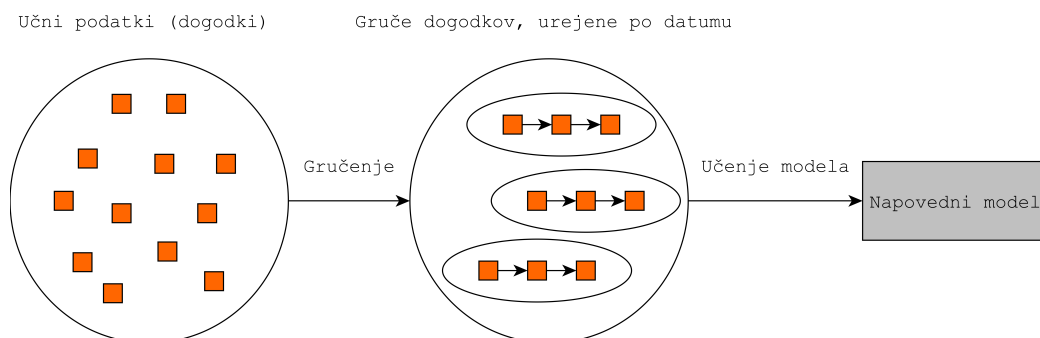 Učni podatki (dogodki)
Gruče dogodkov, urejene po datumu
Gručenje
Učenje modela
Napovedni model